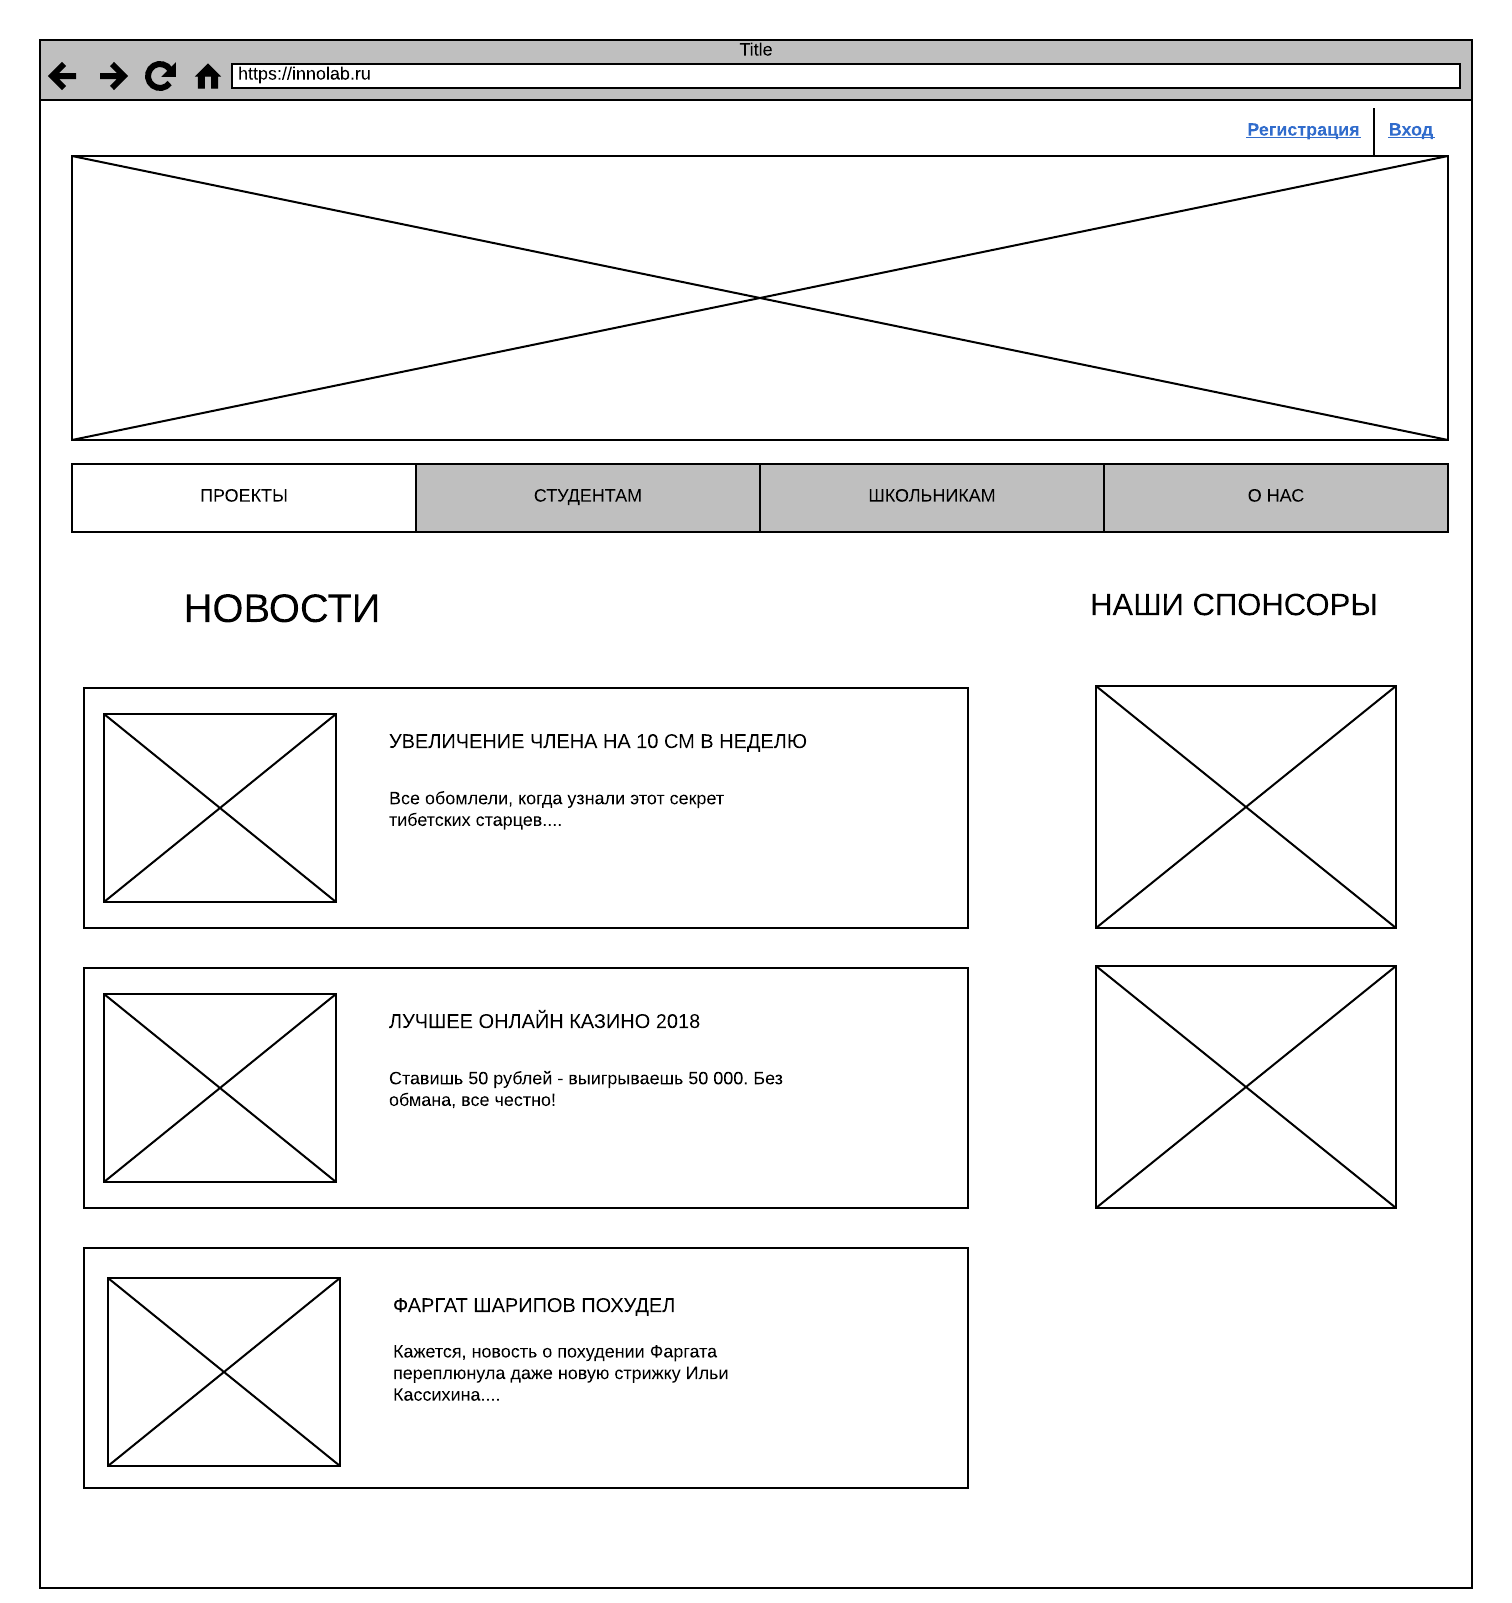 Title
https://innolab.ru
Регистрация
Вход
ПРОЕКТЫ
СТУДЕНТАМ
ШКОЛЬНИКАМ
О НАС
НОВОСТИ
НАШИ СПОНСОРЫ
УВЕЛИЧЕНИЕ ЧЛЕНА НА 10 СМ В НЕДЕЛЮ
Все обомлели, когда узнали этот секрет
тибетских старцев....
ЛУЧШЕЕ ОНЛАЙН КАЗИНО 2018
Ставишь 50 рублей - выигрываешь 50 000. Без
обмана, все честно!
ФАРГАТ ШАРИПОВ ПОХУДЕЛ
Кажется, новость о похудении Фаргата
переплюнула даже новую стрижку Ильи
Кассихина....